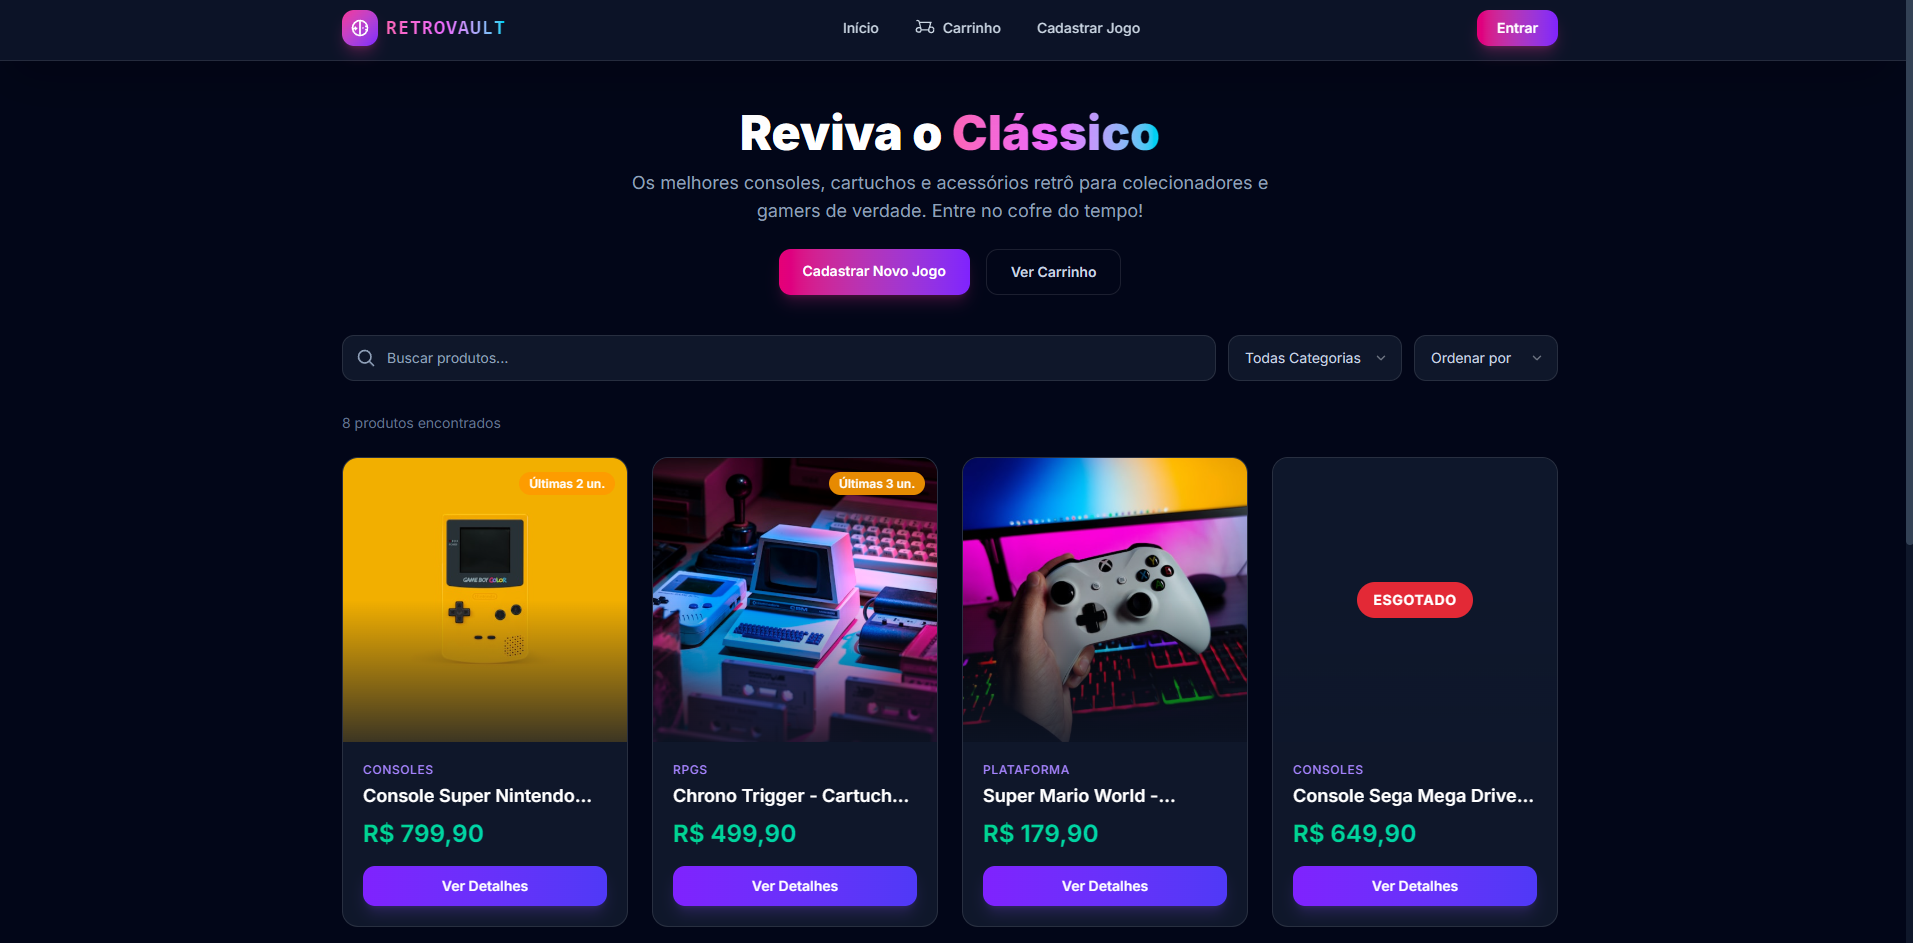 RETROVAULT
Início
Carrinho
Cadastrar Jogo
Entrar
Reviva o Clássico
Os melhores consoles, cartuchos e acessórios retrô para colecionadores e
gamers de verdade. Entre no cofre do tempo!
Cadastrar Novo Jogo
Ver Carrinho
Buscar produtos...
Todas Categorias
Ordenar por
8 produtos encontrados
Últimas 2 un.
GAME BOY COLOR
CONSOLES
Console Super Nintendo...
R$ 799,90
Ver Detalhes
Últimas 3 un.
RPGS
Chrono Trigger - Cartuch...
R$ 499,90
Ver Detalhes
PLATAFORMA
Super Mario World -...
R$ 179,90
Ver Detalhes
ESGOTADO
CONSOLES
Console Sega Mega Drive...
R$ 649,90
Ver Detalhes